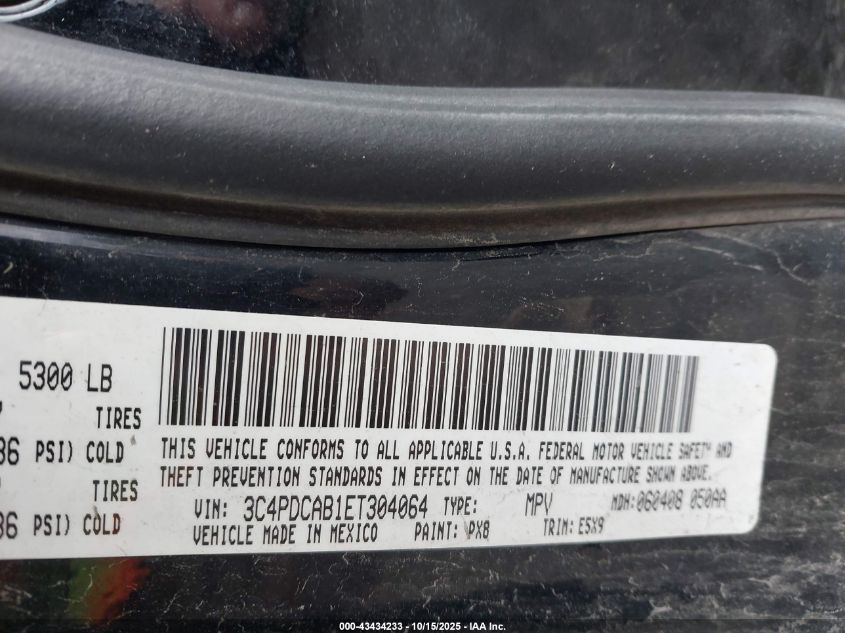 5300 LB
TIRES
36 PSI) COLD
TIRES
36 PSI) COLD
THIS VEHICLE CONFORMS TO ALL APPLICABLE U.S.A. FEDERAL MOTOR VEHICLE SAFETY AND
THEFT PREVENTION STANDARDS IN EFFECT ON THE DATE OF MANUFACTURE SHOWN ABOVE.
VIN: 3C4PDCAB1ET304064 TYPE: MPV MDH:060408 050AA
VEHICLE MADE IN MEXICO PAINT: PX8 TRIM: E5X9
000-43434233 - 10/15/2025 - IAA Inc.